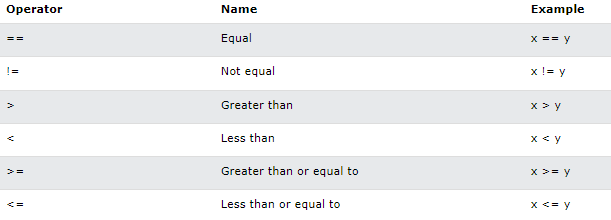 Operator Name Example
== Equal x == y
!= Not equal x != y
> Greater than x > y
< Less than x < y
>= Greater than or equal to x >= y
<= Less than or equal to x <= y